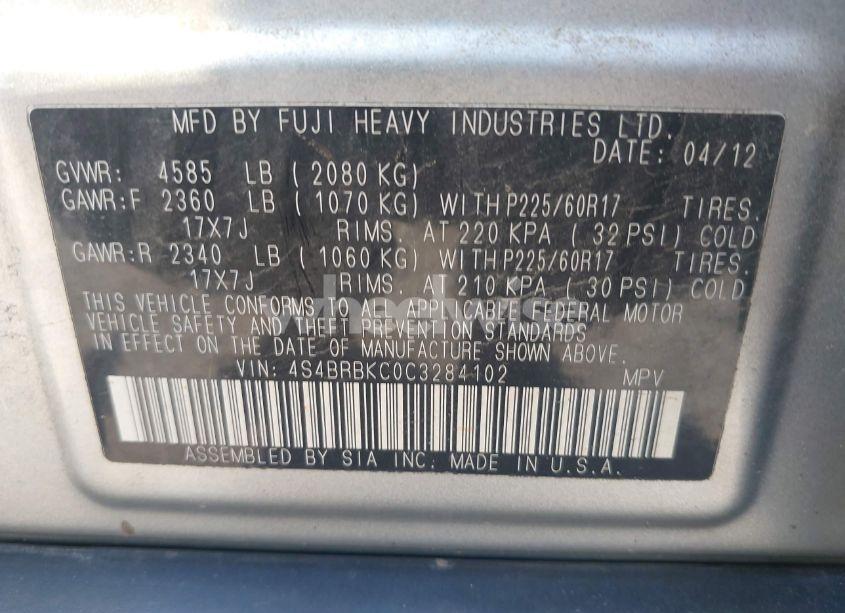 MFD BY FUJI HEAVY INDUSTRIES LTD.
DATE: 04/12
GVWR: 4585 LB ( 2080 KG)
GAWR:F 2360 LB ( 1070 KG) WITH P225/60R17 TIRES.
17X7J RIMS. AT 220 KPA ( 32 PSI) COLD
GAWR:R 2340 LB ( 1060 KG) WITH P225/60R17 TIRES.
17X7J RIMS. AT 210 KPA ( 30 PSI) COLD
THIS VEHICLE CONFORMS TO ALL APPLICABLE FEDERAL MOTOR
VEHICLE SAFETY AND THEFT PREVENTION STANDARDS
IN EFFECT ON THE DATE OF MANUFACTURE SHOWN ABOVE.
VIN: 4S4BRBKC0C3284102 MPV
ASSEMBLED BY SIA INC. MADE IN U.S.A.